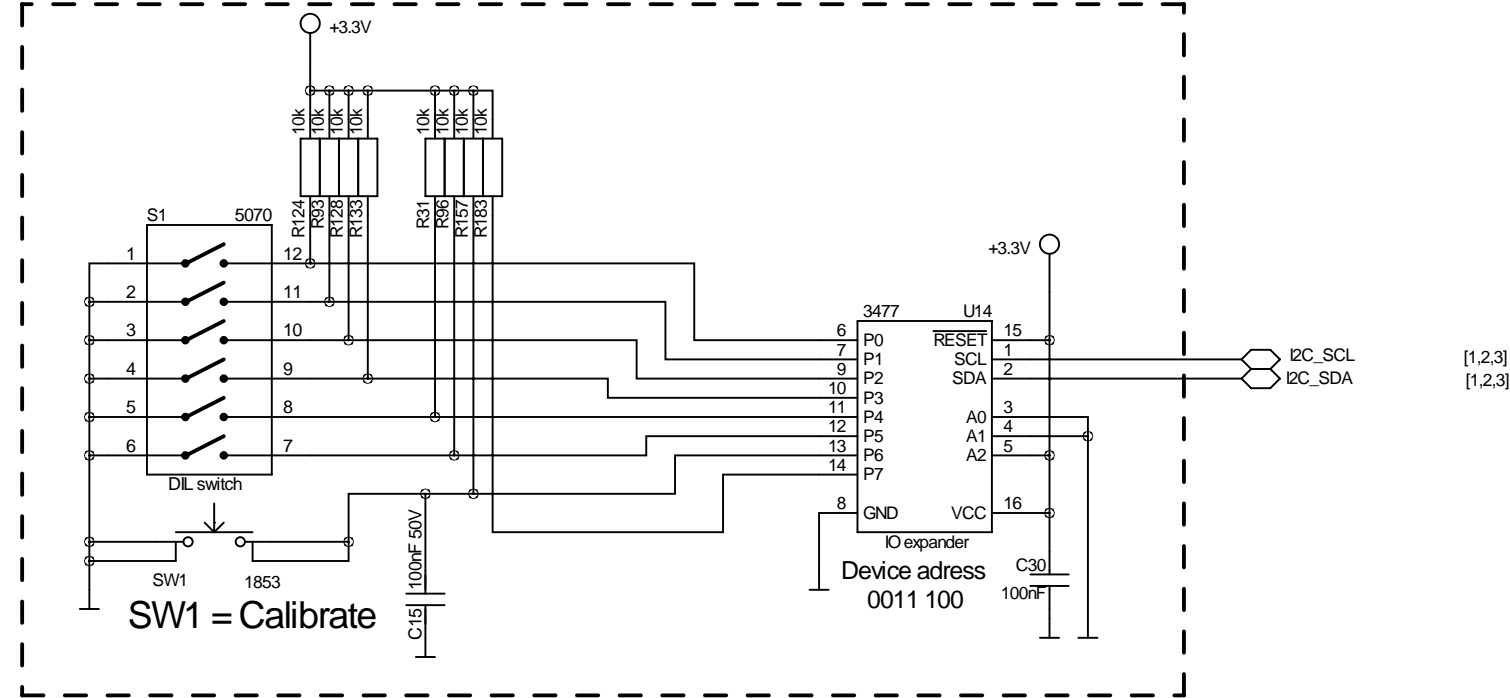 +3.3V
10k
10k
10k
10k
10k
10k
10k
10k
R124
R93
R128
R133
R31
R96
R157
R183
S1 5070
1 12
2 11
3 10
4 9
5 8
6 7
DIL switch
SW1 1853
SW1 = Calibrate
C15 100nF 50V
+3.3V
3477 U14
6 P0 RESET 15
7 P1 SCL 1
9 P2 SDA 2
10 P3
11 P4 A0 3
12 P5 A1 4
13 P6 A2 5
14 P7
8 GND VCC 16
IO expander
Device adress
0011 100
C30
100nF
I2C_SCL [1,2,3]
I2C_SDA [1,2,3]